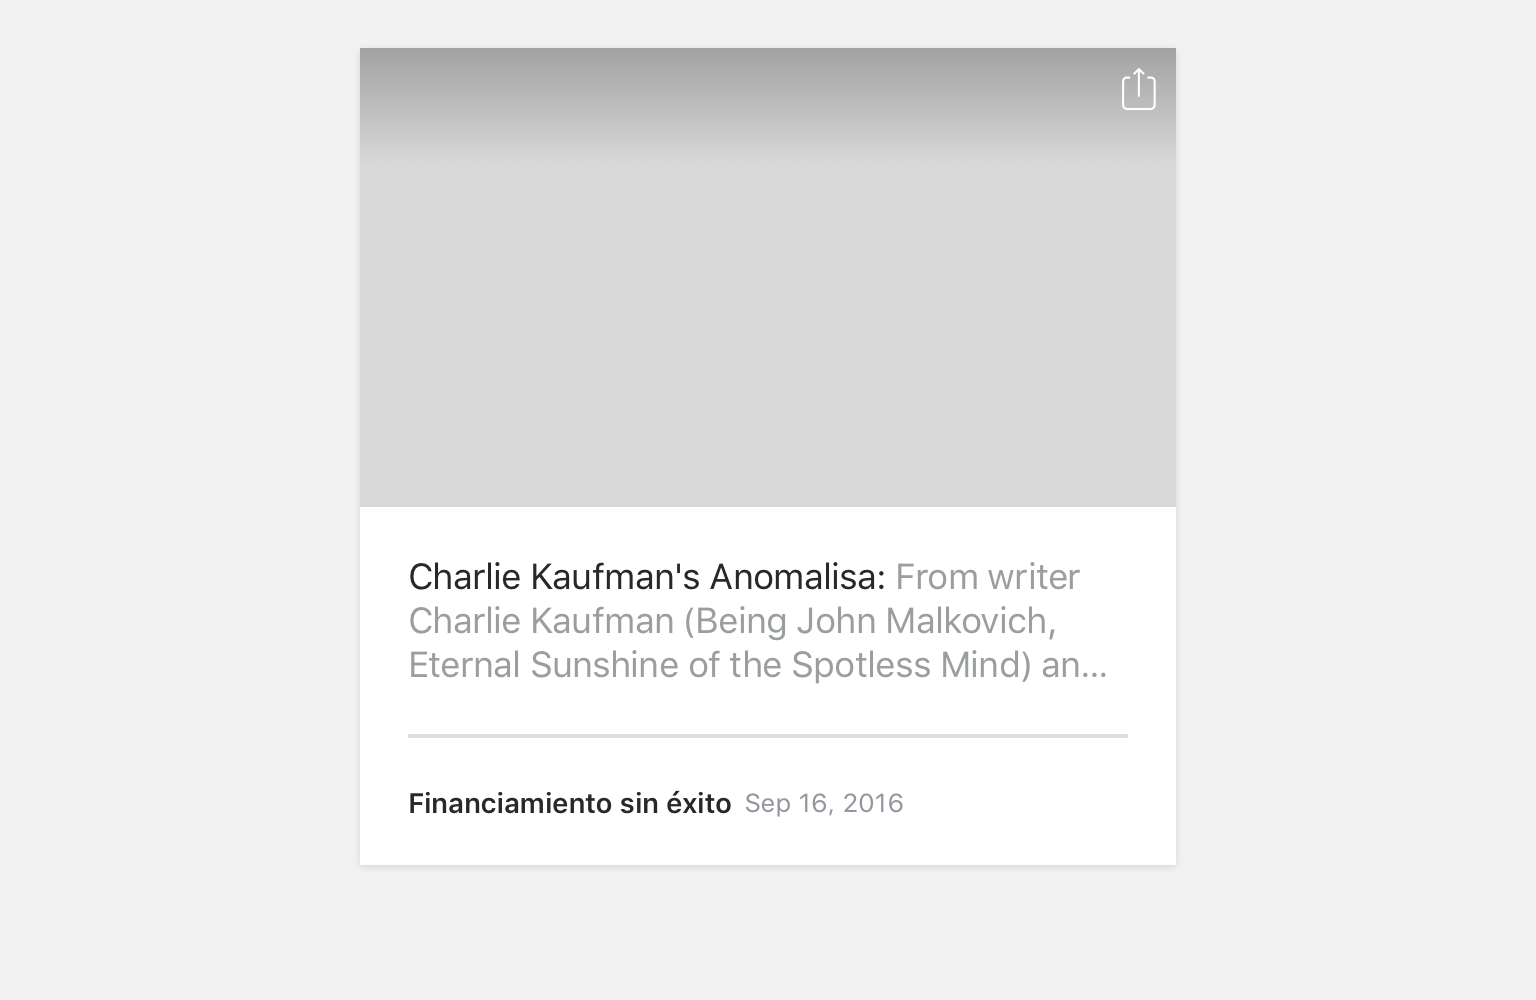 Charlie Kaufman's Anomalisa: From writer
Charlie Kaufman (Being John Malkovich,
Eternal Sunshine of the Spotless Mind) an...
Financiamiento sin éxito Sep 16, 2016